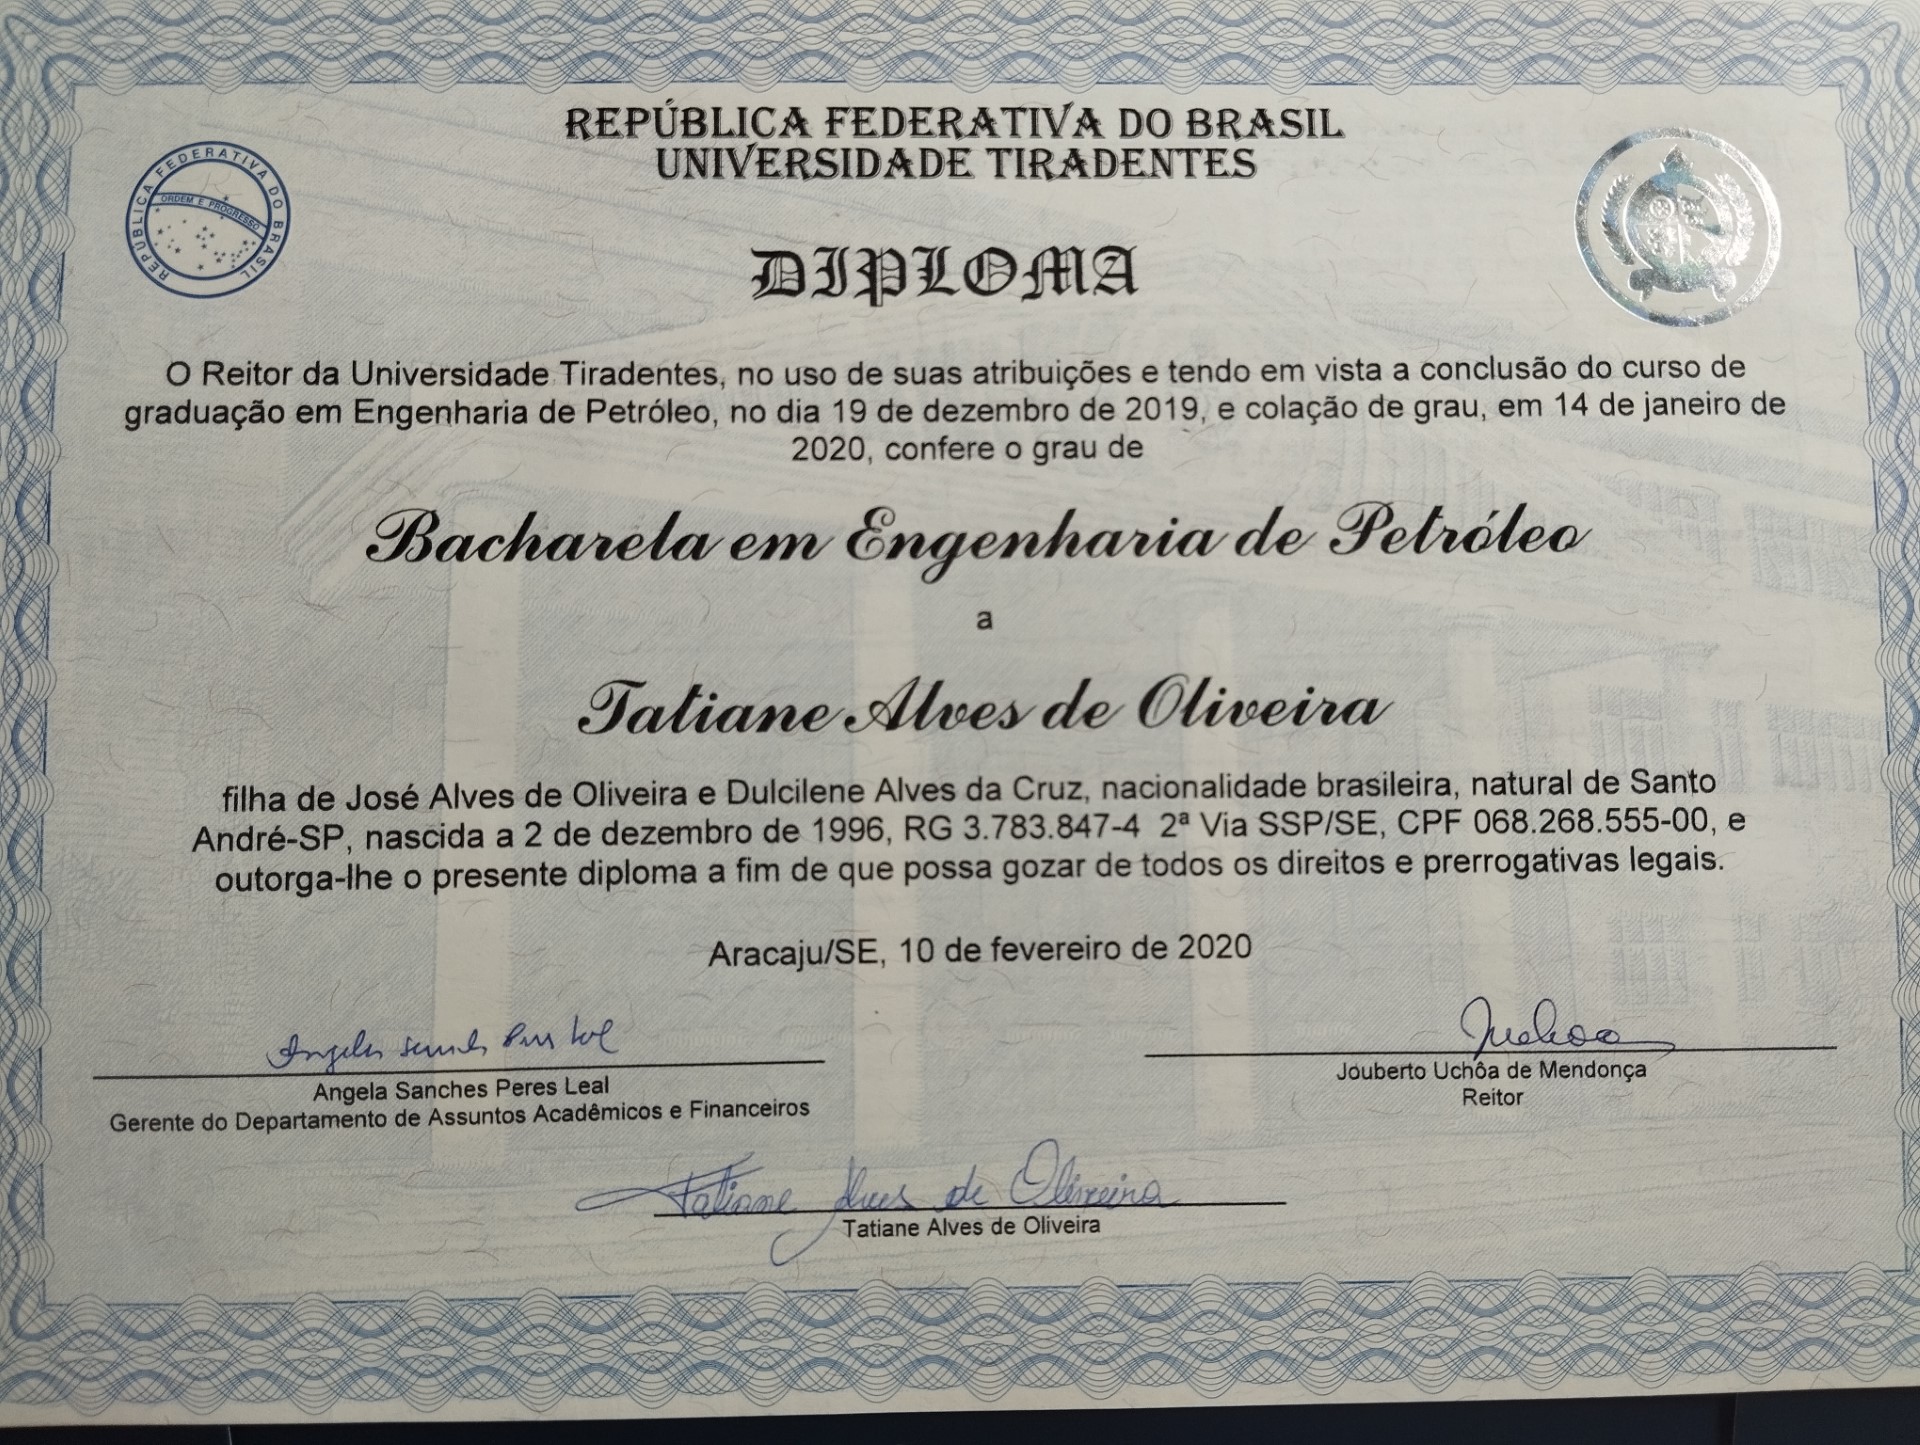 REPÚBLICA FEDERATIVA DO BRASIL
UNIVERSIDADE TIRADENTES
REPÚBLICA FEDERATIVA DO BRASIL
ORDEM E PROGRESSO
DIPLOMA
O Reitor da Universidade Tiradentes, no uso de suas atribuições e tendo em vista a conclusão do curso de
graduação em Engenharia de Petróleo, no dia 19 de dezembro de 2019, e colação de grau, em 14 de janeiro de
2020, confere o grau de
Bacharela em Engenharia de Petróleo
a
Tatiane Alves de Oliveira
filha de José Alves de Oliveira e Dulcilene Alves da Cruz, nacionalidade brasileira, natural de Santo
André-SP, nascida a 2 de dezembro de 1996, RG 3.783.847-4 2ª Via SSP/SE, CPF 068.268.555-00, e
outorga-lhe o presente diploma a fim de que possa gozar de todos os direitos e prerrogativas legais.
Aracaju/SE, 10 de fevereiro de 2020
Angela Sanches Peres Leal
Gerente do Departamento de Assuntos Acadêmicos e Financeiros
Jouberto Uchôa de Mendonça
Reitor
Tatiane Alves de Oliveira
Tatiane Alves de Oliveira